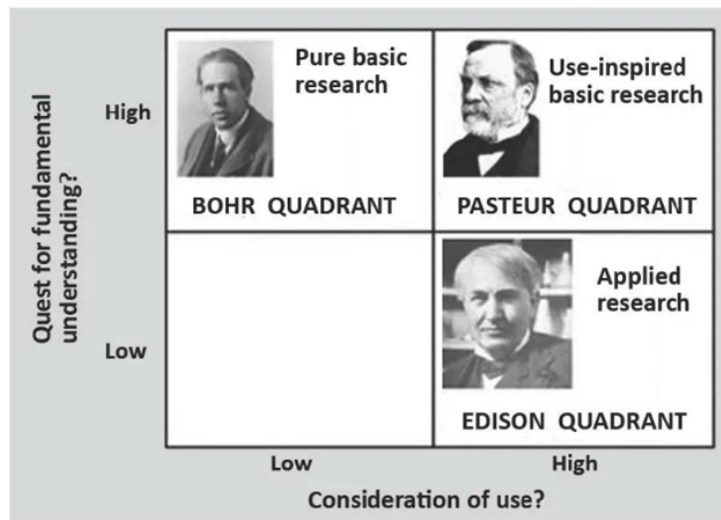 Quest for fundamental
understanding?
High
Low
Pure basic
research
BOHR QUADRANT
Use-inspired
basic research
PASTEUR QUADRANT
Applied
research
EDISON QUADRANT
Low
High
Consideration of use?